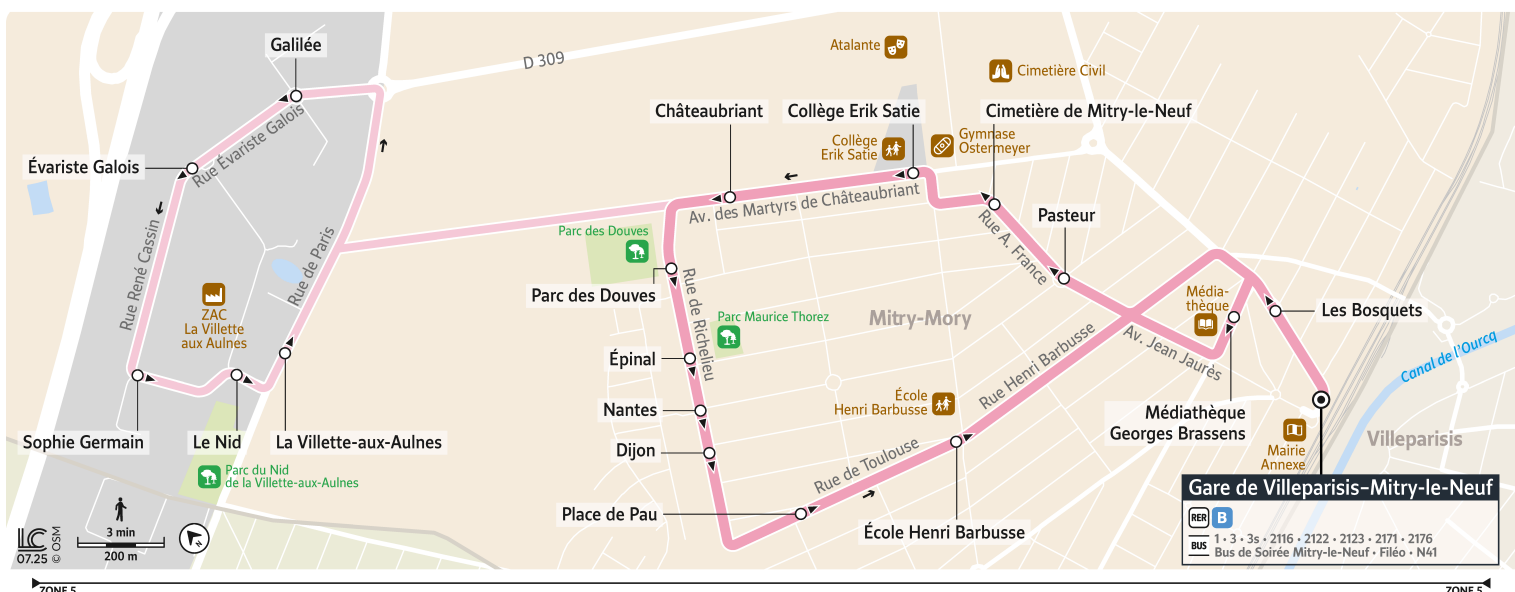 Galilée
D 309
Atalante
Cimetière Civil
Châteaubriant
Collège Erik Satie
Cimetière de Mitry-le-Neuf
Collège
Erik Satie
Gymnase
Ostermeyer
Évariste Galois
Rue Évariste Galois
Av. des Martyrs de Châteaubriant
Pasteur
Rue A. France
Parc des Douves
Rue René Cassin
Rue de Paris
Parc des Douves
Rue de Richelieu
Parc Maurice Thorez
Mitry-Mory
Média-
thèque
Les Bosquets
ZAC
La Villette
aux Aulnes
Av. Jean Jaurès
Rue Henri Barbusse
Canal de l'Ourcq
Épinal
École
Henri Barbusse
Nantes
Médiathèque
Georges Brassens
Sophie Germain
Le Nid
La Villette-aux-Aulnes
Dijon
Mairie
Annexe
Villeparisis
Parc du Nid
de la Villette-aux-Aulnes
Rue de Toulouse
Place de Pau
École Henri Barbusse
Gare de Villeparisis–Mitry-le-Neuf
RER B
BUS
1 • 3 • 3s • 2116 • 2122 • 2123 • 2171 • 2176
Bus de Soirée Mitry-le-Neuf • Filéo • N41
LC
07.25 © OSM
3 min
200 m
N
ZONE 5
ZONE 5